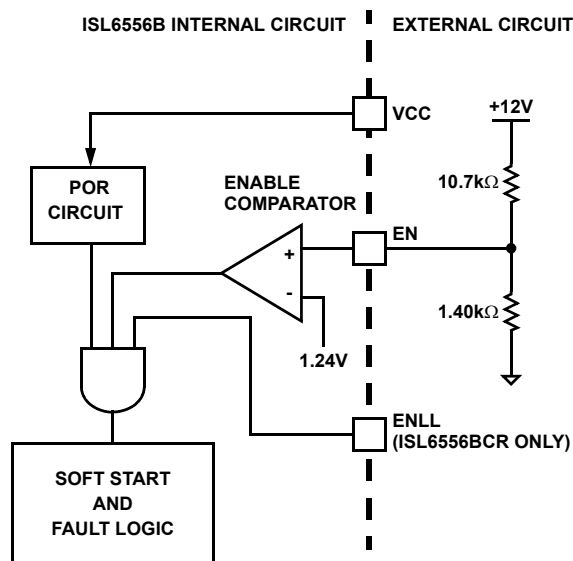 ISL6556B INTERNAL CIRCUIT
EXTERNAL CIRCUIT
VCC
+12V
POR
CIRCUIT
ENABLE
COMPARATOR
10.7kΩ
EN
+
-
1.24V
1.40kΩ
ENLL
(ISL6556BCR ONLY)
SOFT START
AND
FAULT LOGIC